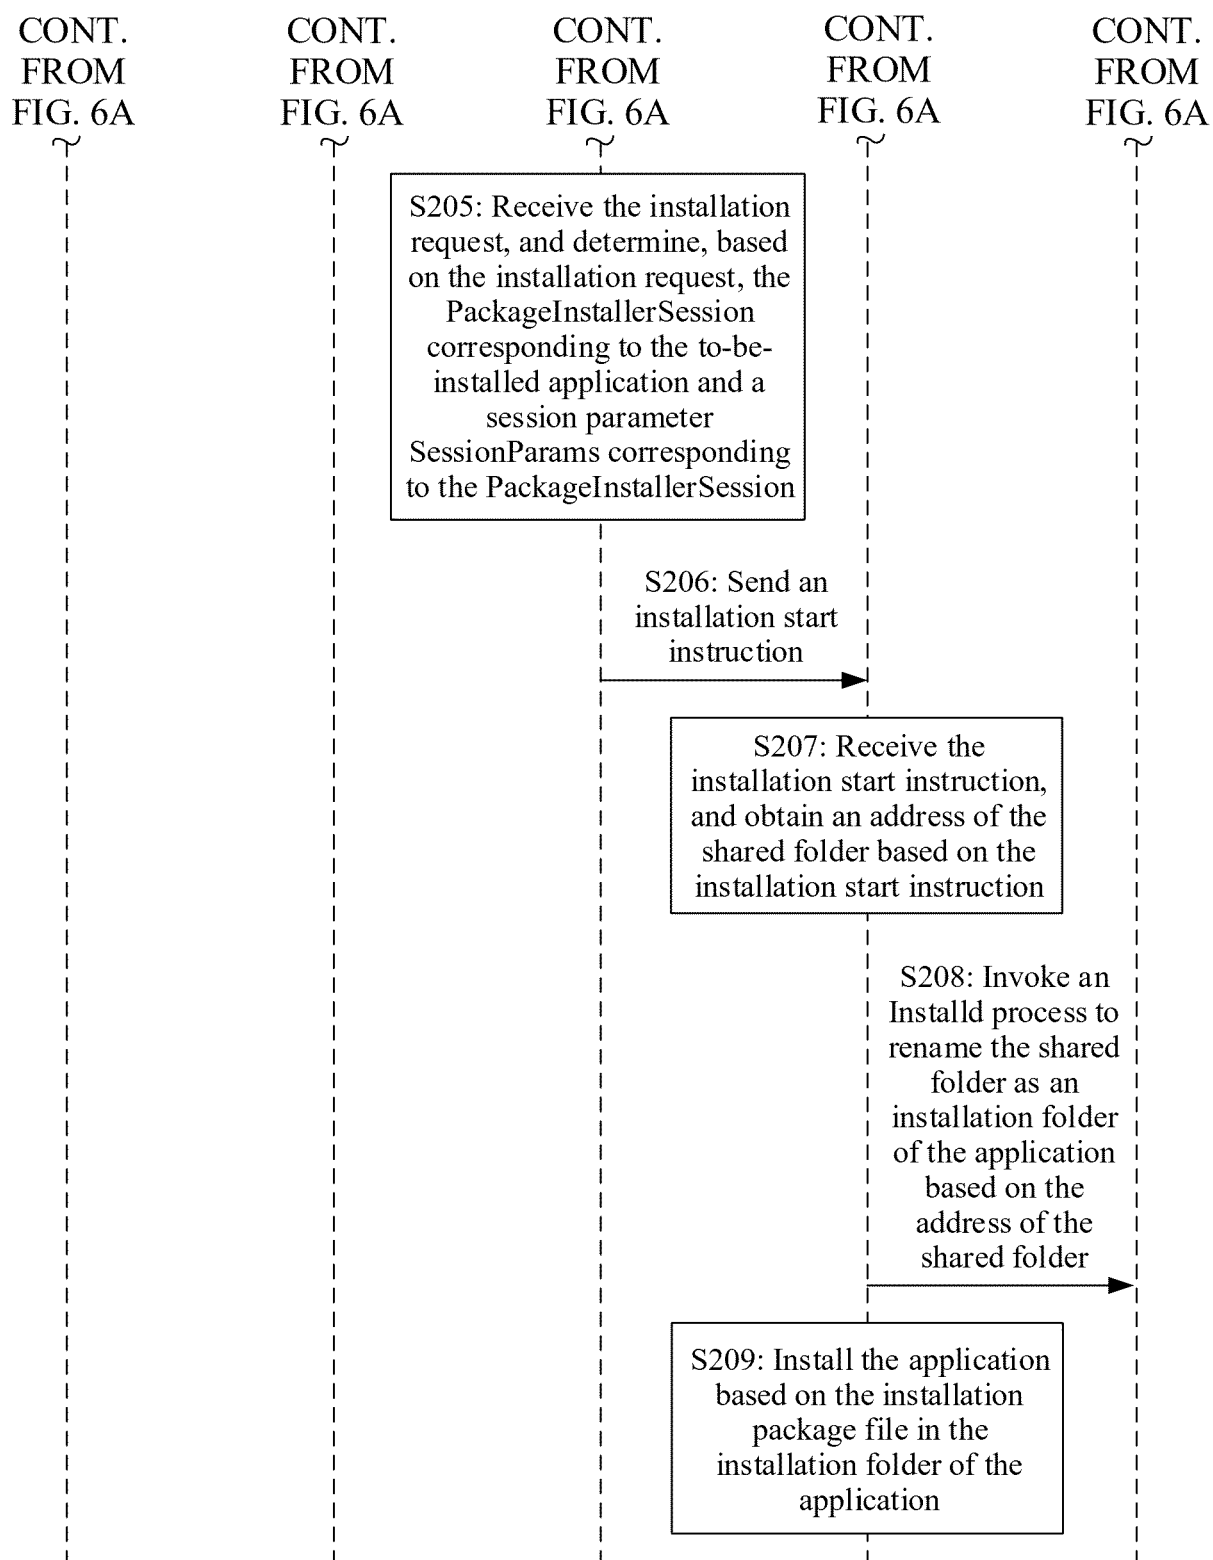 CONT.
FROM
FIG. 6A
CONT.
FROM
FIG. 6A
CONT.
FROM
FIG. 6A
CONT.
FROM
FIG. 6A
CONT.
FROM
FIG. 6A
S205: Receive the installation
request, and determine, based
on the installation request, the
PackageInstallerSession
corresponding to the to-be-
installed application and a
session parameter
SessionParams corresponding
to the PackageInstallerSession
S206: Send an
installation start
instruction
S207: Receive the
installation start instruction,
and obtain an address of the
shared folder based on the
installation start instruction
S208: Invoke an
Installd process to
rename the shared
folder as an
installation folder
of the application
based on the
address of the
shared folder
S209: Install the application
based on the installation
package file in the
installation folder of the
application